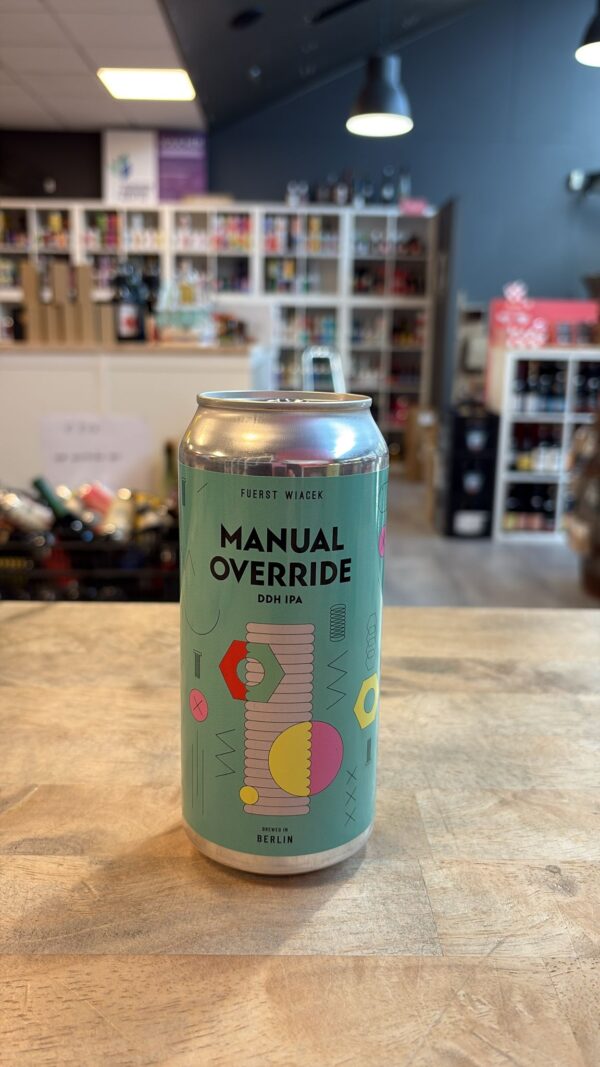 FUERST WIACEK
MANUAL
OVERRIDE
DDH IPA
BREWED IN
BERLIN